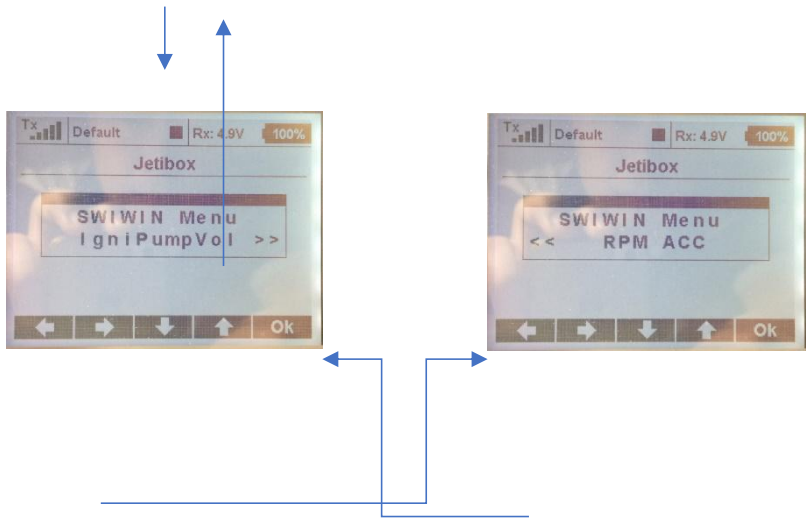 Tx Default Rx: 4.9V 100%
Jetibox
SWIWIN Menu
IgniPumpVol >>
Ok
Tx Default Rx: 4.9V 100%
Jetibox
SWIWIN Menu
<< RPM ACC
Ok